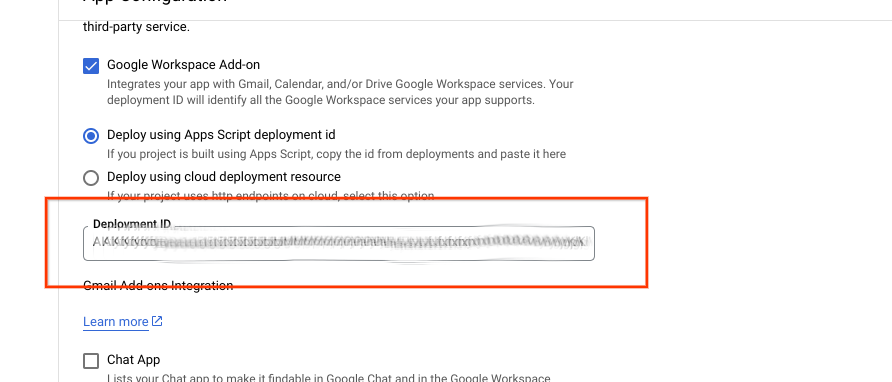 App Configuration
third-party service.
Google Workspace Add-on
Integrates your app with Gmail, Calendar, and/or Drive Google Workspace services. Your
deployment ID will identify all the Google Workspace services your app supports.
Deploy using Apps Script deployment id
If you project is built using Apps Script, copy the id from deployments and paste it here
Deploy using cloud deployment resource
If your project uses http endpoints on cloud, select this option
Deployment ID
Gmail Add-ons Integration
Learn more
Chat App
Lists your Chat app to make it findable in Google Chat and in the Google Workspace